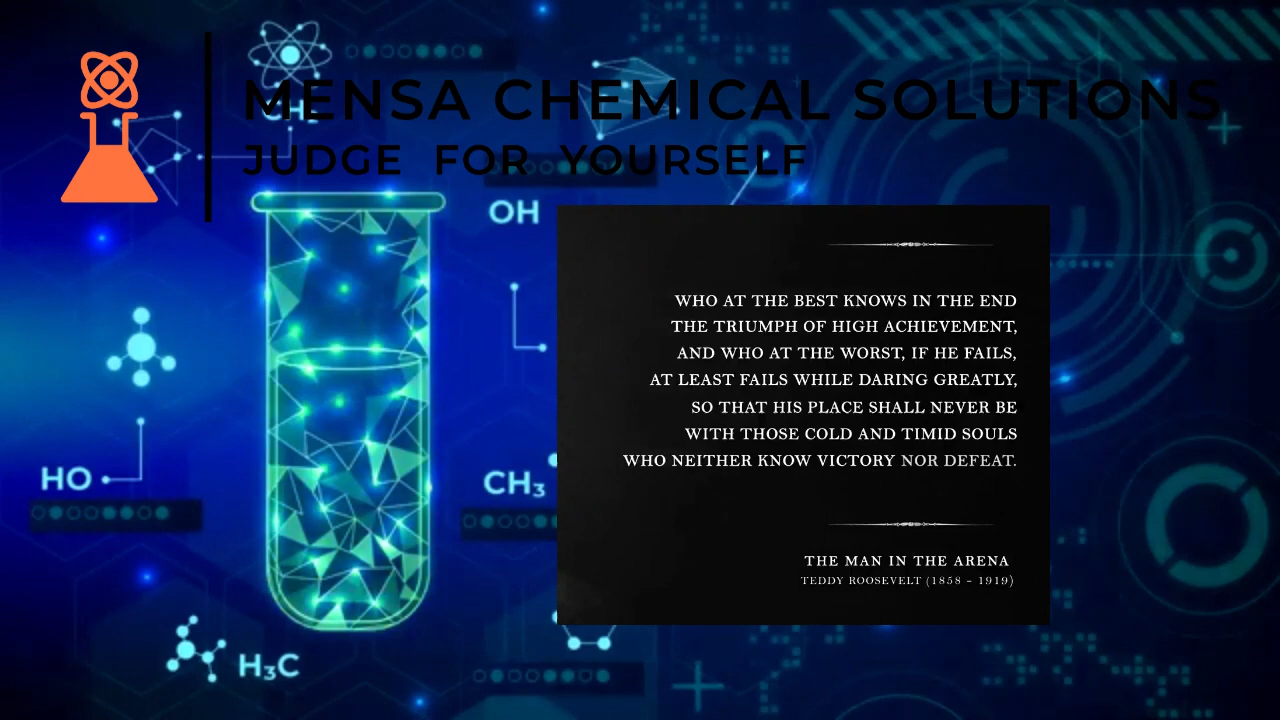 MENSA CHEMICAL SOLUTIONS
JUDGE FOR YOURSELF
OH
WHO AT THE BEST KNOWS IN THE END
THE TRIUMPH OF HIGH ACHIEVEMENT,
AND WHO AT THE WORST, IF HE FAILS,
AT LEAST FAILS WHILE DARING GREATLY,
SO THAT HIS PLACE SHALL NEVER BE
WITH THOSE COLD AND TIMID SOULS
WHO NEITHER KNOW VICTORY NOR DEFEAT.
HO
CH₃
THE MAN IN THE ARENA
TEDDY ROOSEVELT (1858 - 1919)
H₃C